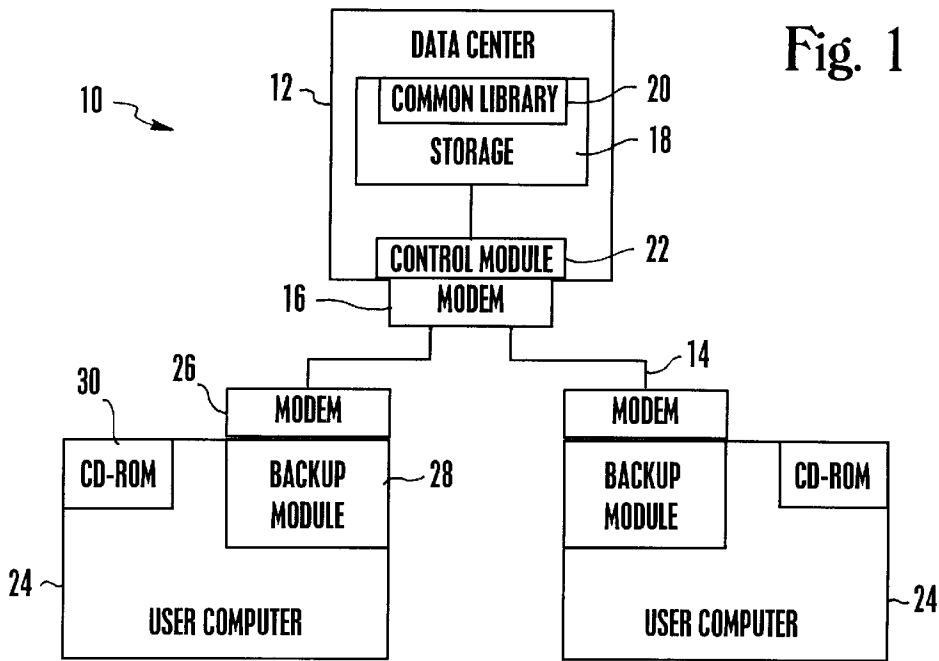 Fig. 1
DATA CENTER
12
10
COMMON LIBRARY
20
STORAGE
18
CONTROL MODULE
22
16
MODEM
14
26
30
MODEM
MODEM
CD-ROM
BACKUP
MODULE
28
BACKUP
MODULE
CD-ROM
24
USER COMPUTER
USER COMPUTER
24